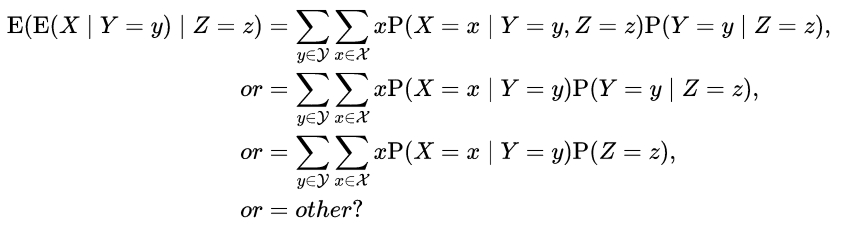 E(E(X | Y = y) | Z = z) = ∑_{y∈𝒴} ∑_{x∈𝒳} xP(X = x | Y = y, Z = z)P(Y = y | Z = z),
or = ∑_{y∈𝒴} ∑_{x∈𝒳} xP(X = x | Y = y)P(Y = y | Z = z),
or = ∑_{y∈𝒴} ∑_{x∈𝒳} xP(X = x | Y = y)P(Z = z),
or = other?